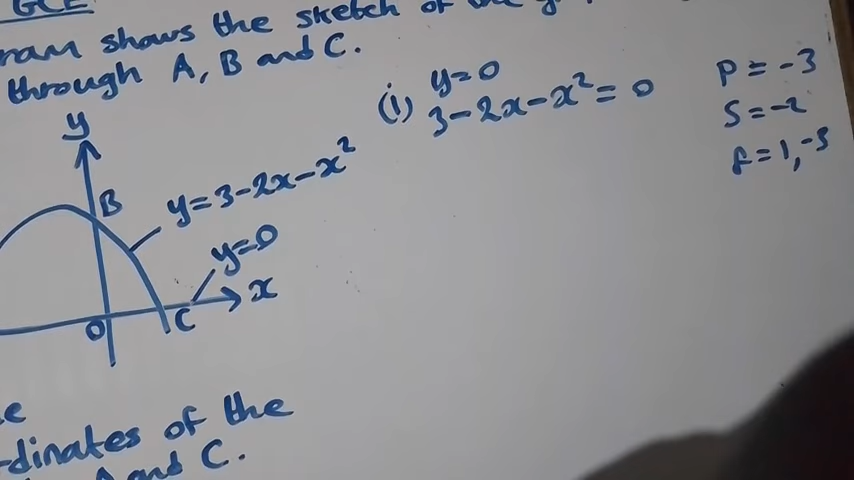 GCE
ram shows the sketch of the g
through A, B and C.
y
B
y=3-2x-x²
y=0
x
O
C
e
-dinates of the
A and C.
(i) y=0
3-2x-x²=0
P=-3
S=-2
F=1,-3